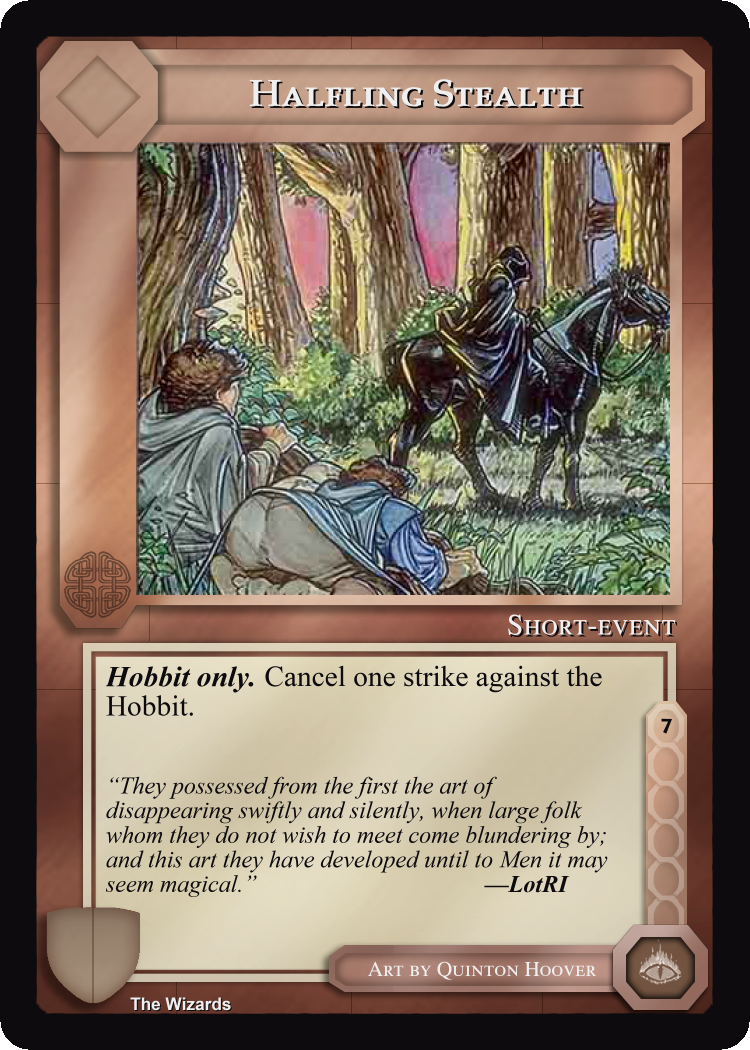 Halfling Stealth
Short-event
Hobbit only. Cancel one strike against the
Hobbit.
7
“They possessed from the first the art of
disappearing swiftly and silently, when large folk
whom they do not wish to meet come blundering by;
and this art they have developed until to Men it may
seem magical.” —LotRI
Art by Quinton Hoover
The Wizards